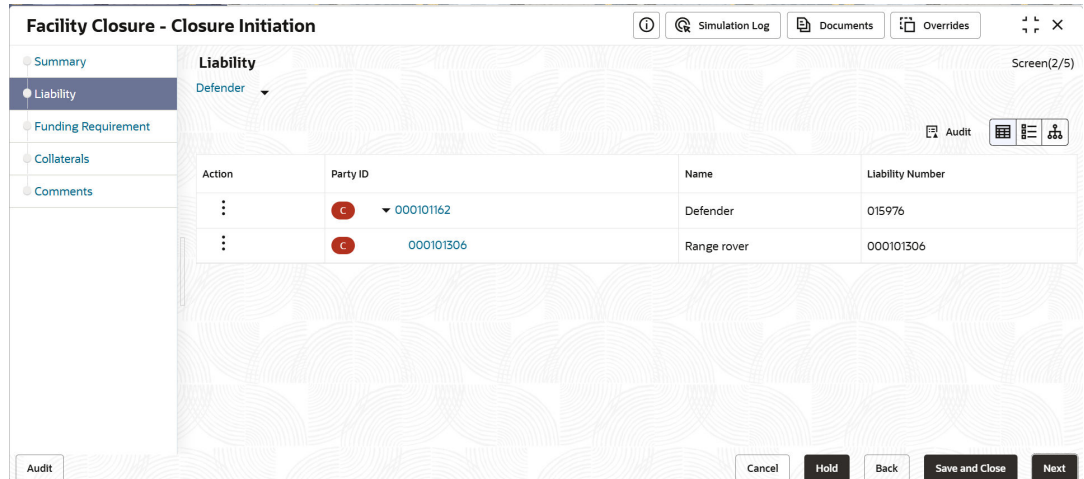 Facility Closure - Closure Initiation
Simulation Log
Documents
Overrides
Summary
Liability
Funding Requirement
Collaterals
Comments
Liability
Screen(2/5)
Defender
Audit
Action Party ID Name Liability Number
C 000101162 Defender 015976
C 000101306 Range rover 000101306
Audit
Cancel
Hold
Back
Save and Close
Next